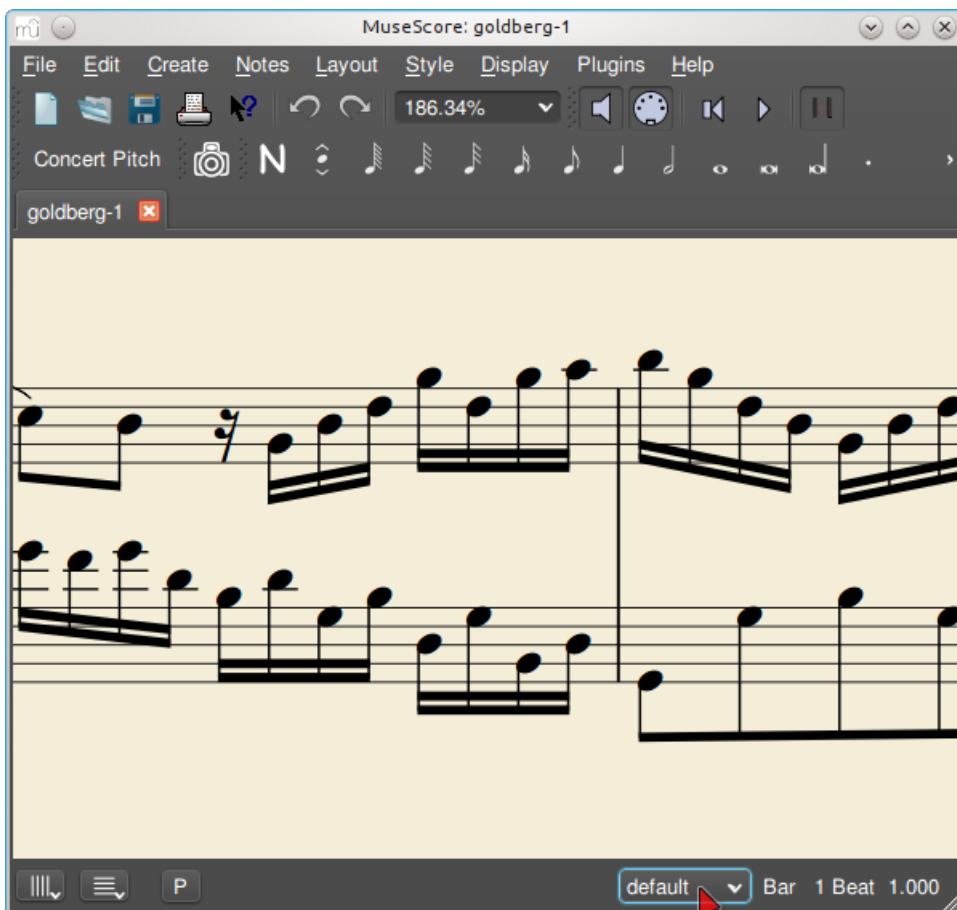 MuseScore: goldberg-1
File Edit Create Notes Layout Style Display Plugins Help
186.34%
Concert Pitch N
goldberg-1
P default Bar 1 Beat 1.000